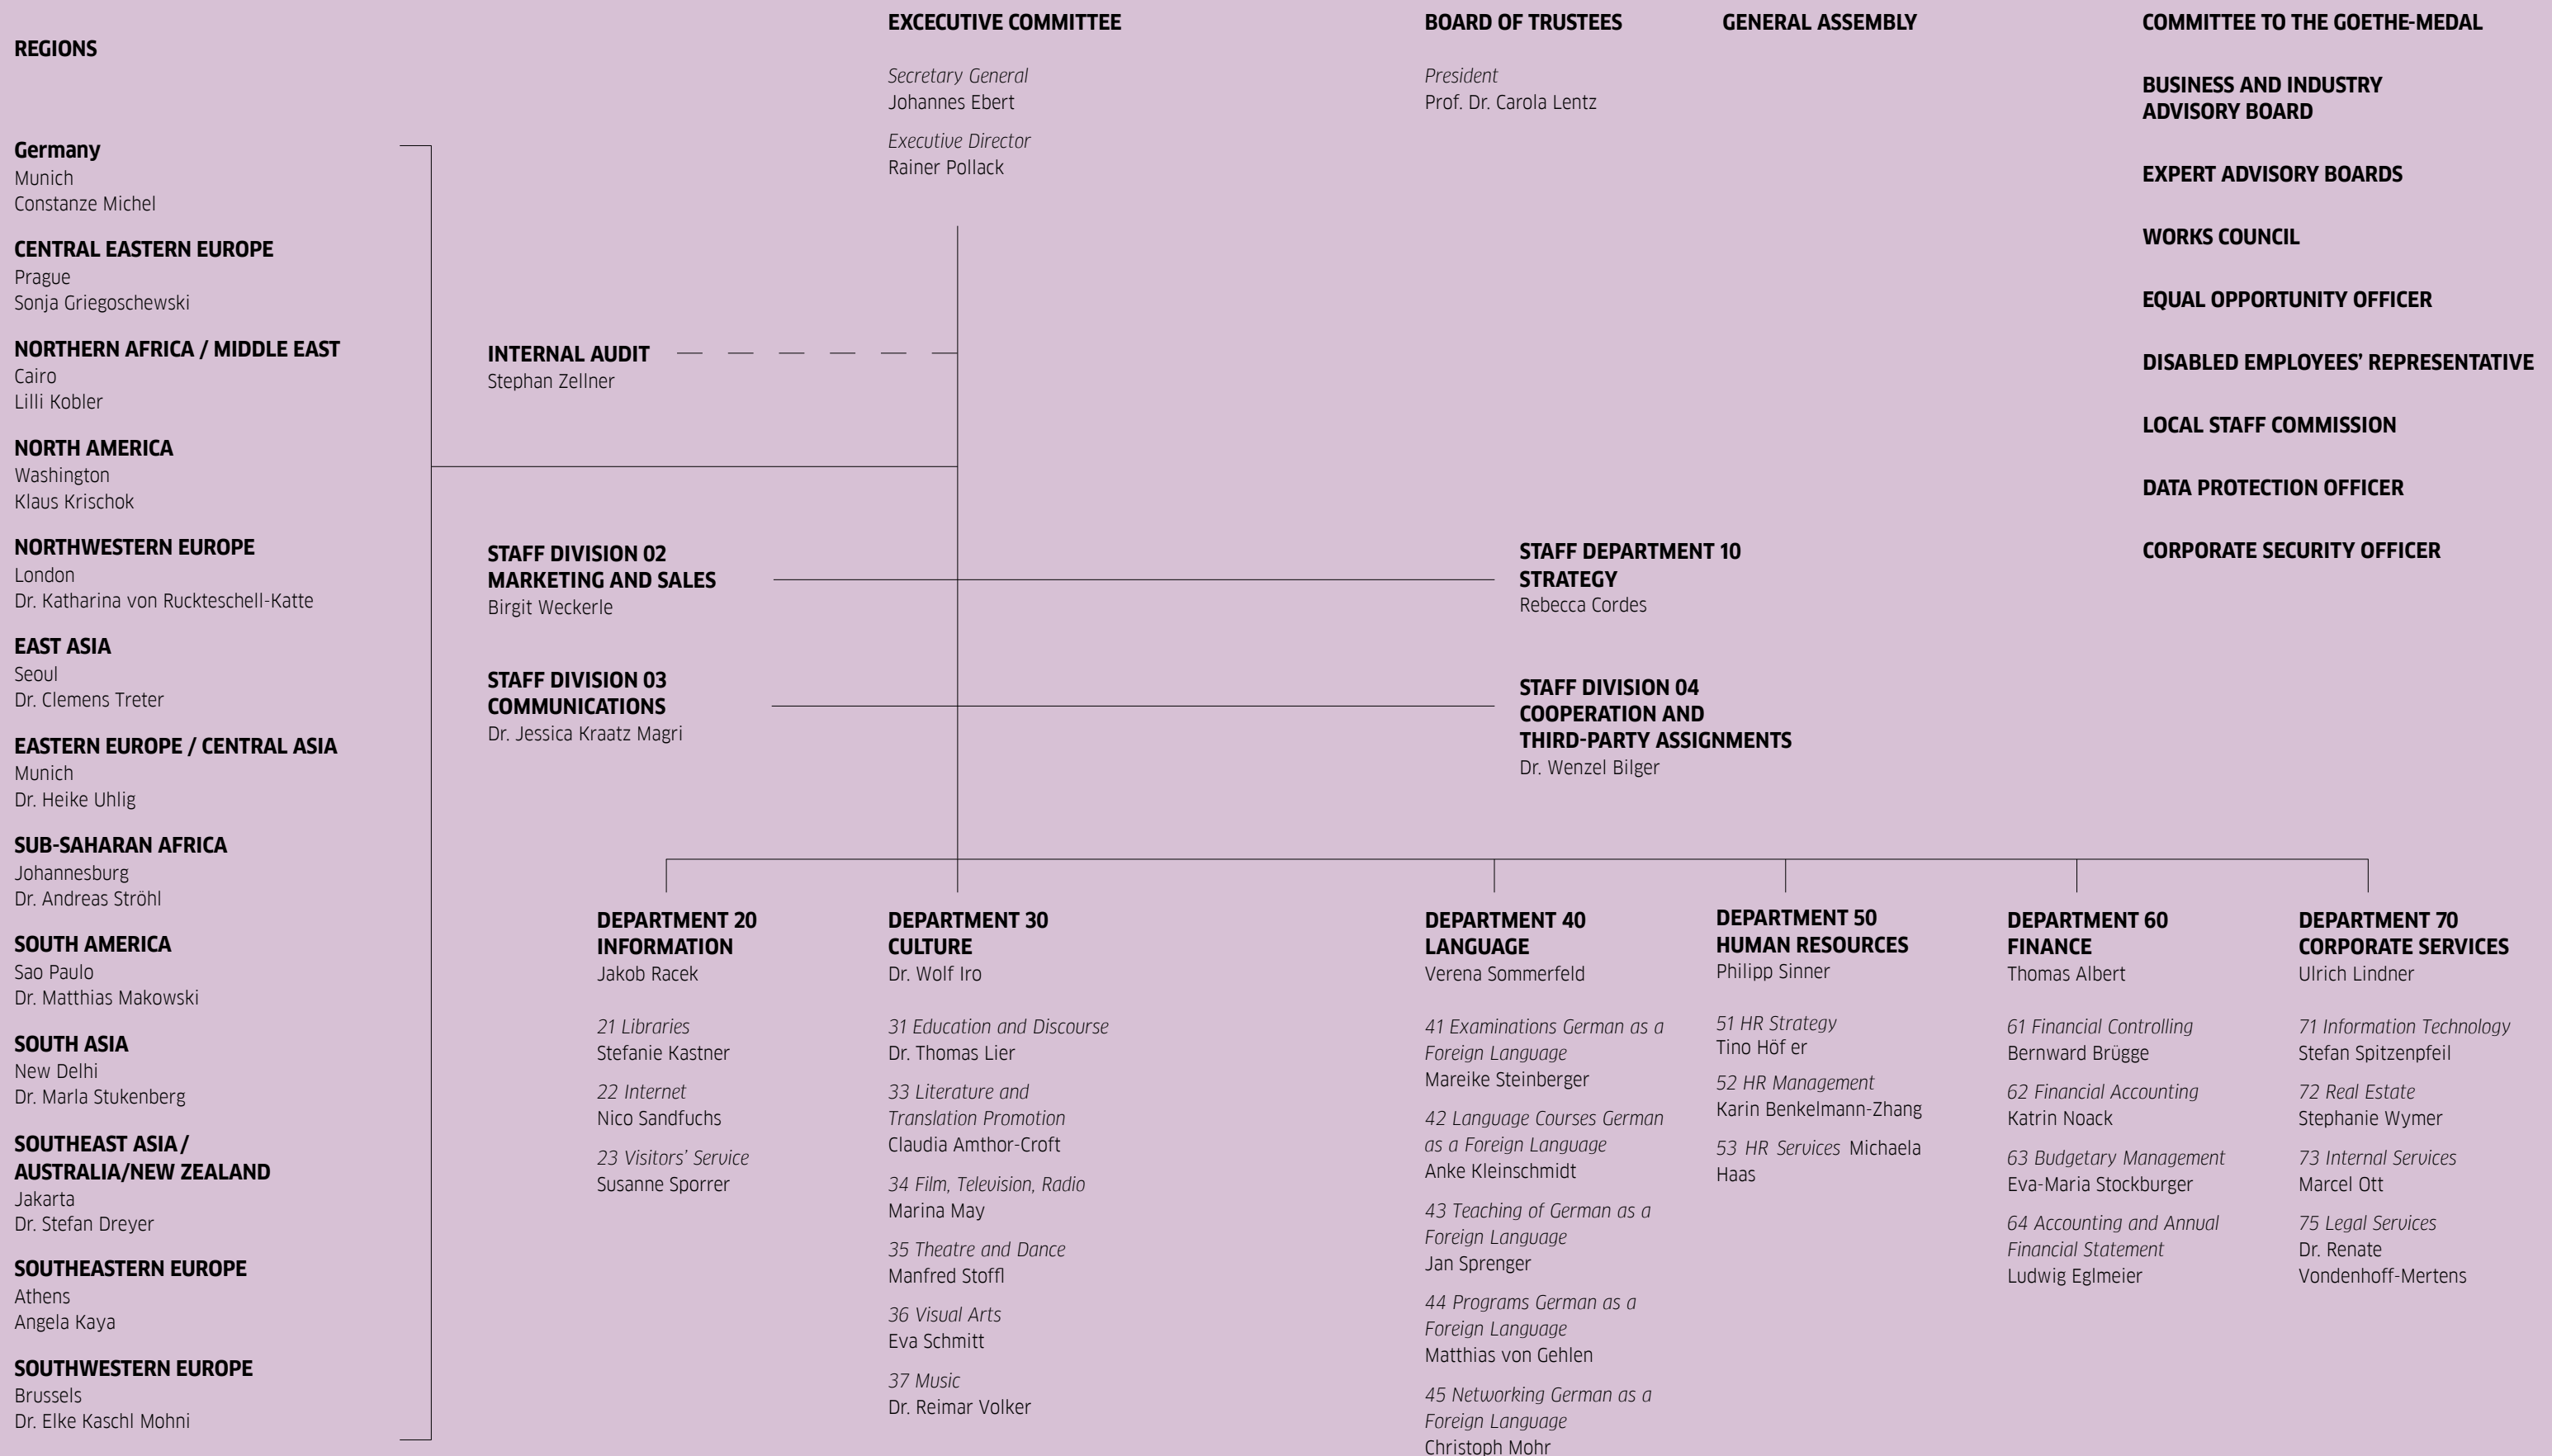 REGIONS
Germany
Munich
Constanze Michel
CENTRAL EASTERN EUROPE
Prague
Sonja Griegoschewski
NORTHERN AFRICA / MIDDLE EAST
Cairo
Lilli Kobler
NORTH AMERICA
Washington
Klaus Krischok
NORTHWESTERN EUROPE
London
Dr. Katharina von Ruckteschell-Katte
EAST ASIA
Seoul
Dr. Clemens Treter
EASTERN EUROPE / CENTRAL ASIA
Munich
Dr. Heike Uhlig
SUB-SAHARAN AFRICA
Johannesburg
Dr. Andreas Ströhl
SOUTH AMERICA
Sao Paulo
Dr. Matthias Makowski
SOUTH ASIA
New Delhi
Dr. Marla Stukenberg
SOUTHEAST ASIA/
AUSTRALIA/NEW ZEALAND
Jakarta
Dr. Stefan Dreyer
SOUTHEASTERN EUROPE
Athens
Angela Kaya
SOUTHWESTERN EUROPE
Brussels
Dr. Elke Kaschl Mohni
EXCECUTIVE COMMITTEE
Secretary General
Johannes Ebert
Executive Director
Rainer Pollack
BOARD OF TRUSTEES
President
Prof. Dr. Carola Lentz
GENERAL ASSEMBLY
COMMITTEE TO THE GOETHE-MEDAL
BUSINESS AND INDUSTRY
ADVISORY BOARD
EXPERT ADVISORY BOARDS
WORKS COUNCIL
EQUAL OPPORTUNITY OFFICER
DISABLED EMPLOYEES’ REPRESENTATIVE
LOCAL STAFF COMMISSION
DATA PROTECTION OFFICER
CORPORATE SECURITY OFFICER
INTERNAL AUDIT
Stephan Zellner
STAFF DIVISION 02
MARKETING AND SALES
Birgit Weckerle
STAFF DEPARTMENT 10
STRATEGY
Rebecca Cordes
STAFF DIVISION 03
COMMUNICATIONS
Dr. Jessica Kraatz Magri
STAFF DIVISION 04
COOPERATION AND
THIRD-PARTY ASSIGNMENTS
Dr. Wenzel Bilger
DEPARTMENT 20
INFORMATION
Jakob Racek
21 Libraries
Stefanie Kastner
22 Internet
Nico Sandfuchs
23 Visitors’ Service
Susanne Sporrer
DEPARTMENT 30
CULTURE
Dr. Wolf Iro
31 Education and Discourse
Dr. Thomas Lier
33 Literature and
Translation Promotion
Claudia Amthor-Croft
34 Film, Television, Radio
Marina May
35 Theatre and Dance
Manfred Stoffl
36 Visual Arts
Eva Schmitt
37 Music
Dr. Reimar Volker
DEPARTMENT 40
LANGUAGE
Verena Sommerfeld
41 Examinations German as a
Foreign Language
Mareike Steinberger
42 Language Courses German
as a Foreign Language
Anke Kleinschmidt
43 Teaching of German as a
Foreign Language
Jan Sprenger
44 Programs German as a
Foreign Language
Matthias von Gehlen
45 Networking German as a
Foreign Language
Christoph Mohr
DEPARTMENT 50
HUMAN RESOURCES
Philipp Sinner
51 HR Strategy
Tino Höf er
52 HR Management
Karin Benkelmann-Zhang
53 HR Services Michaela
Haas
DEPARTMENT 60
FINANCE
Thomas Albert
61 Financial Controlling
Bernward Brügge
62 Financial Accounting
Katrin Noack
63 Budgetary Management
Eva-Maria Stockburger
64 Accounting and Annual
Financial Statement
Ludwig Eglmeier
DEPARTMENT 70
CORPORATE SERVICES
Ulrich Lindner
71 Information Technology
Stefan Spitzenpfeil
72 Real Estate
Stephanie Wymer
73 Internal Services
Marcel Ott
75 Legal Services
Dr. Renate
Vondenhoff-Mertens